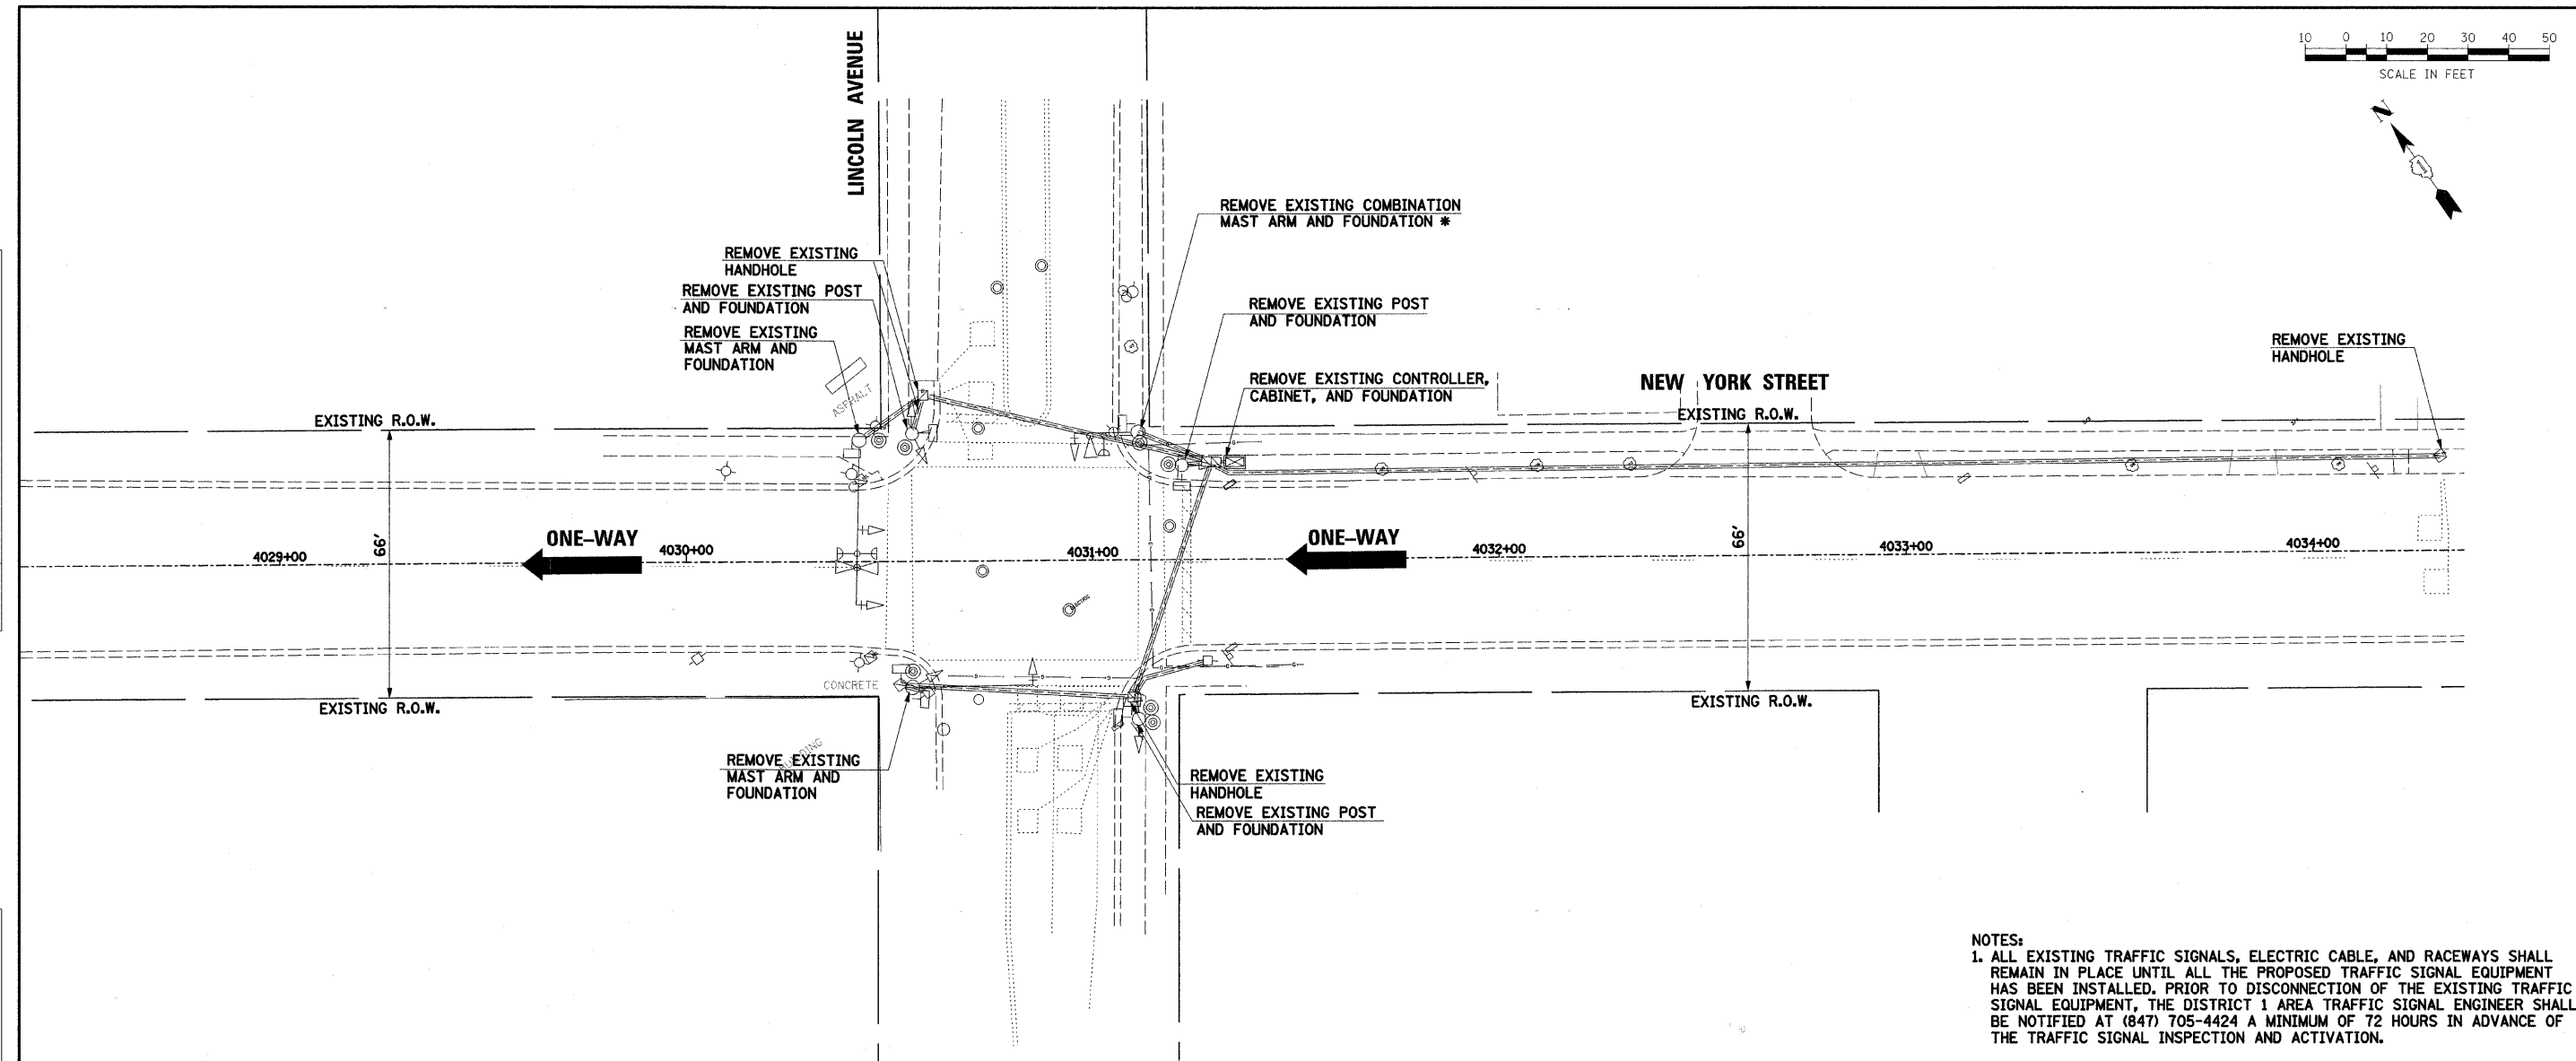 10 0 10 20 30 40 50
SCALE IN FEET
N
1
LINCOLN AVENUE
REMOVE EXISTING COMBINATION
MAST ARM AND FOUNDATION *
REMOVE EXISTING
HANDHOLE
REMOVE EXISTING POST
AND FOUNDATION
REMOVE EXISTING
MAST ARM AND
FOUNDATION
REMOVE EXISTING POST
AND FOUNDATION
REMOVE EXISTING CONTROLLER,
CABINET, AND FOUNDATION
REMOVE EXISTING
HANDHOLE
NEW YORK STREET
ASPHALT
EXISTING R.O.W.
EXISTING R.O.W.
ONE-WAY
ONE-WAY
66'
66'
4029+00
4030+00
4031+00
4032+00
4033+00
4034+00
ELECTRIC
CONCRETE
EXISTING R.O.W.
EXISTING R.O.W.
BUILDING
REMOVE EXISTING
MAST ARM AND
FOUNDATION
REMOVE EXISTING
HANDHOLE
REMOVE EXISTING POST
AND FOUNDATION
NOTES:
1. ALL EXISTING TRAFFIC SIGNALS, ELECTRIC CABLE, AND RACEWAYS SHALL
REMAIN IN PLACE UNTIL ALL THE PROPOSED TRAFFIC SIGNAL EQUIPMENT
HAS BEEN INSTALLED. PRIOR TO DISCONNECTION OF THE EXISTING TRAFFIC
SIGNAL EQUIPMENT, THE DISTRICT 1 AREA TRAFFIC SIGNAL ENGINEER SHALL
BE NOTIFIED AT (847) 705-4424 A MINIMUM OF 72 HOURS IN ADVANCE OF
THE TRAFFIC SIGNAL INSPECTION AND ACTIVATION.